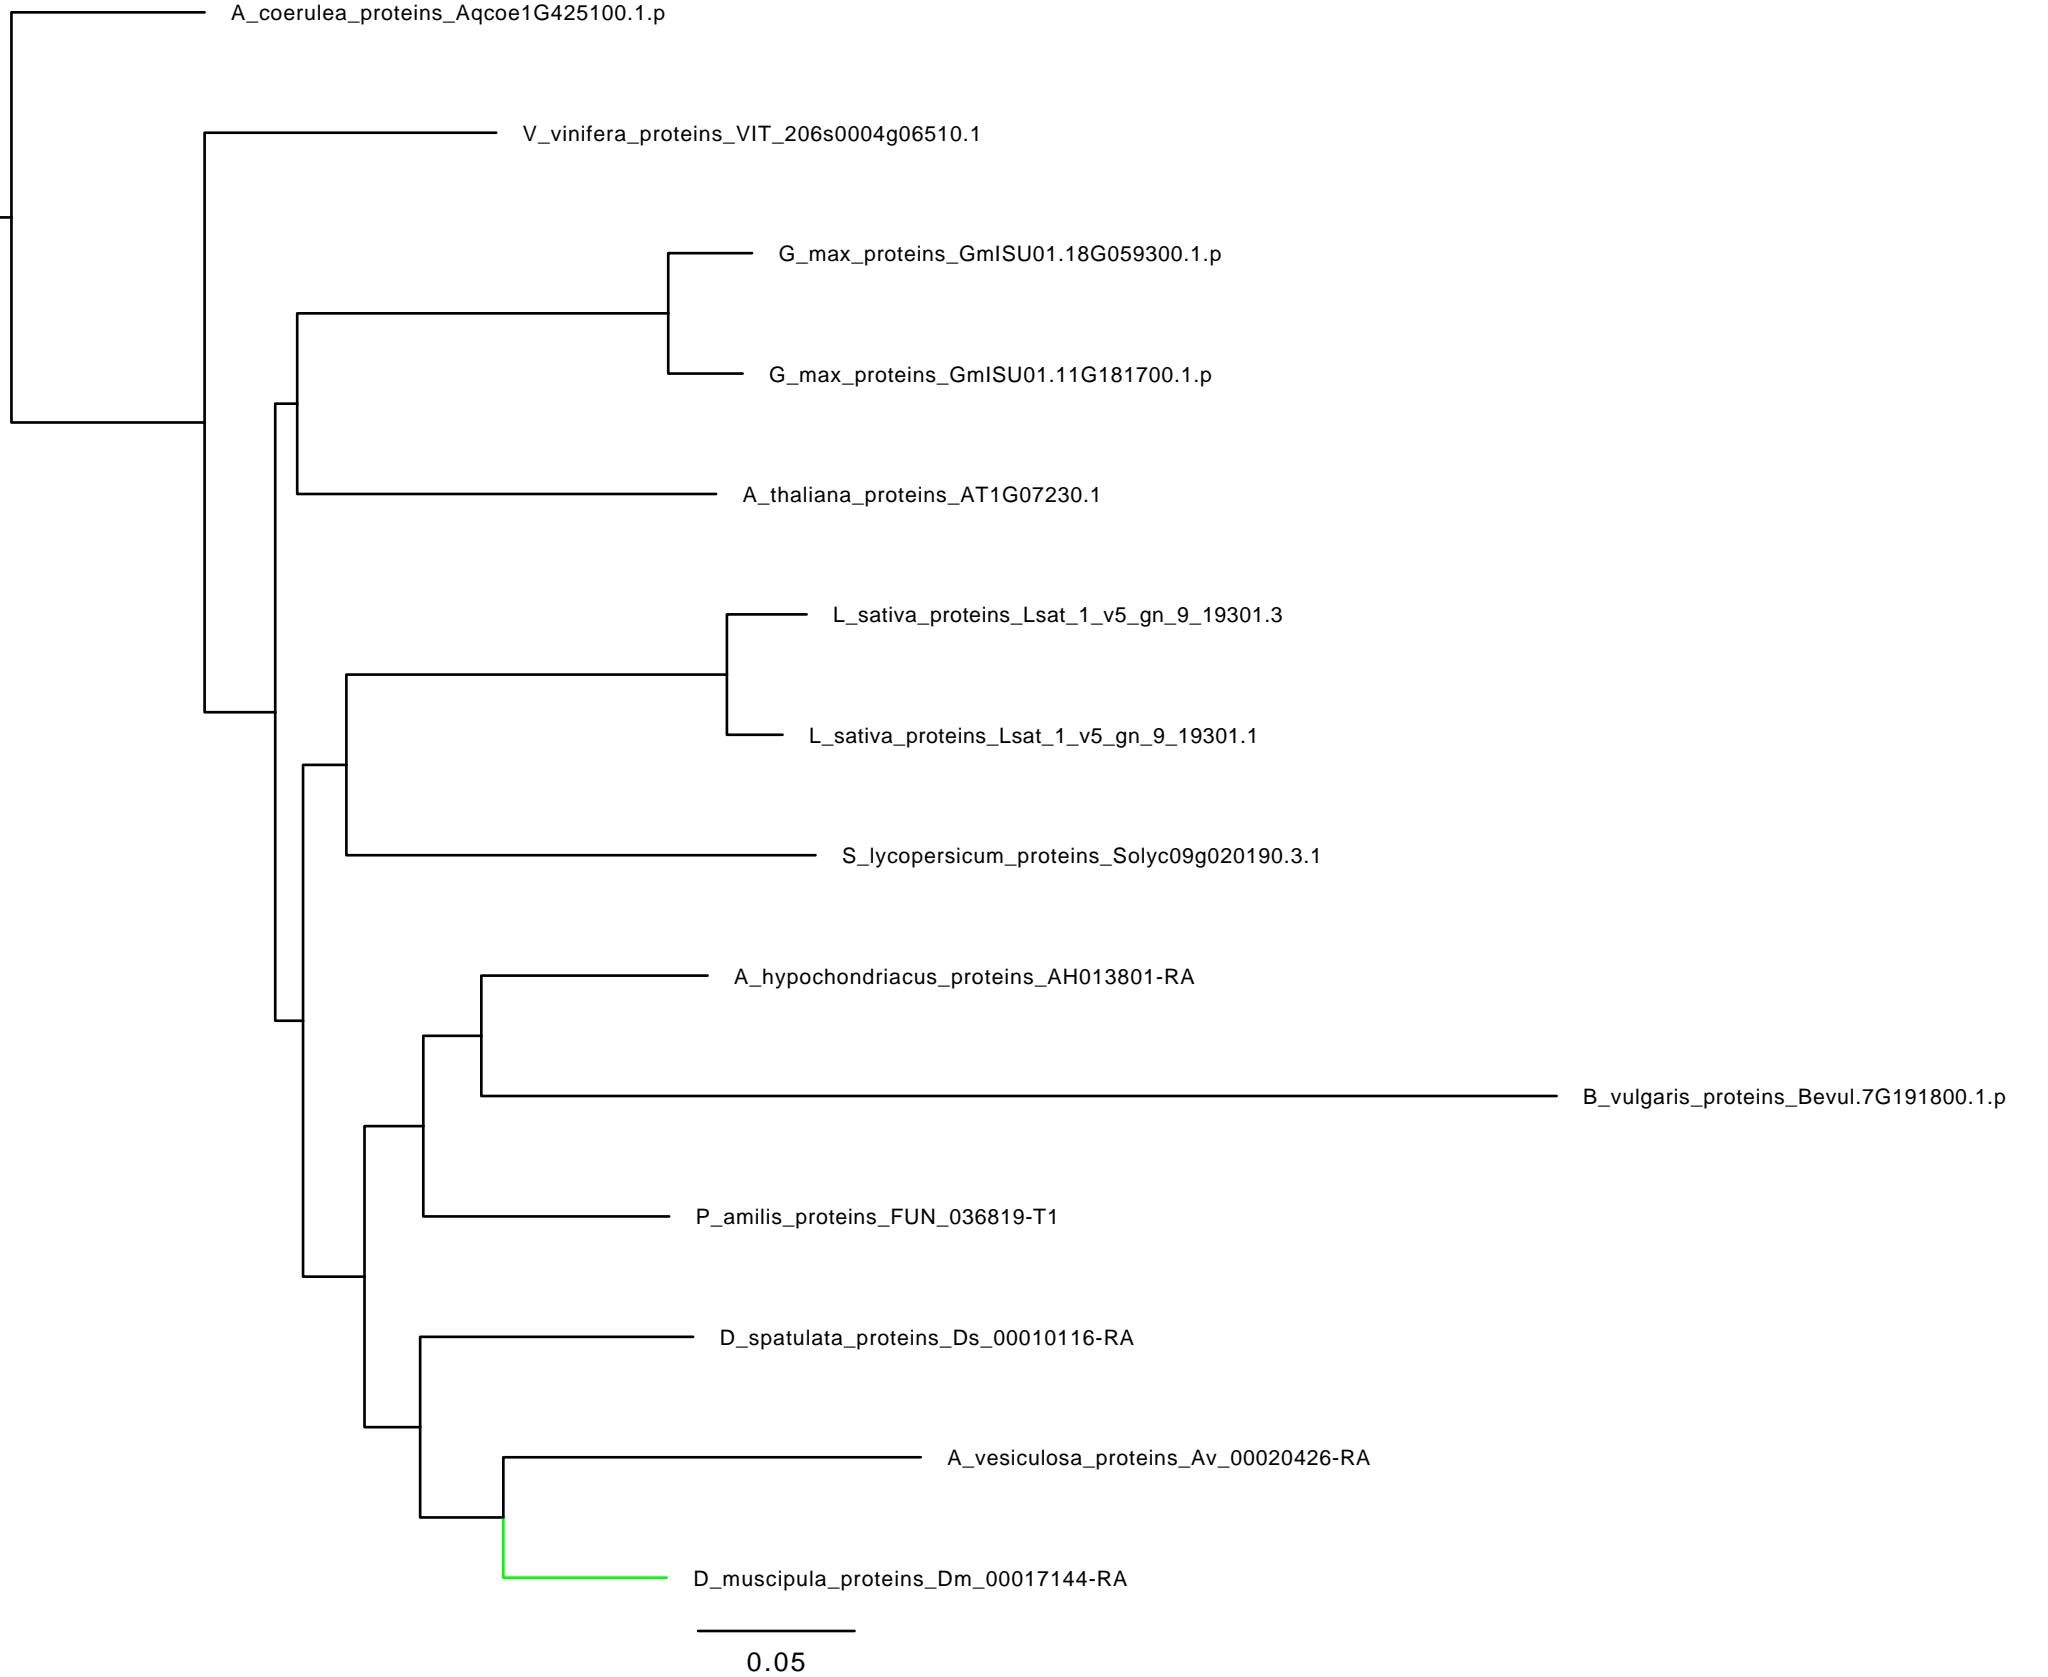 A_coerulea_proteins_Aqcoe1G425100.1.p
V_vinifera_proteins_VIT_206s0004g06510.1
G_max_proteins_GmISU01.18G059300.1.p
G_max_proteins_GmISU01.11G181700.1.p
A_thaliana_proteins_AT1G07230.1
L_sativa_proteins_Lsat_1_v5_gn_9_19301.3
L_sativa_proteins_Lsat_1_v5_gn_9_19301.1
S_lycopersicum_proteins_Solyc09g020190.3.1
A_hypochondriacus_proteins_AH013801-RA
B_vulgaris_proteins_Bevul.7G191800.1.p
P_amilis_proteins_FUN_036819-T1
D_spatulata_proteins_Ds_00010116-RA
A_vesiculosa_proteins_Av_00020426-RA
D_muscipula_proteins_Dm_00017144-RA
0.05